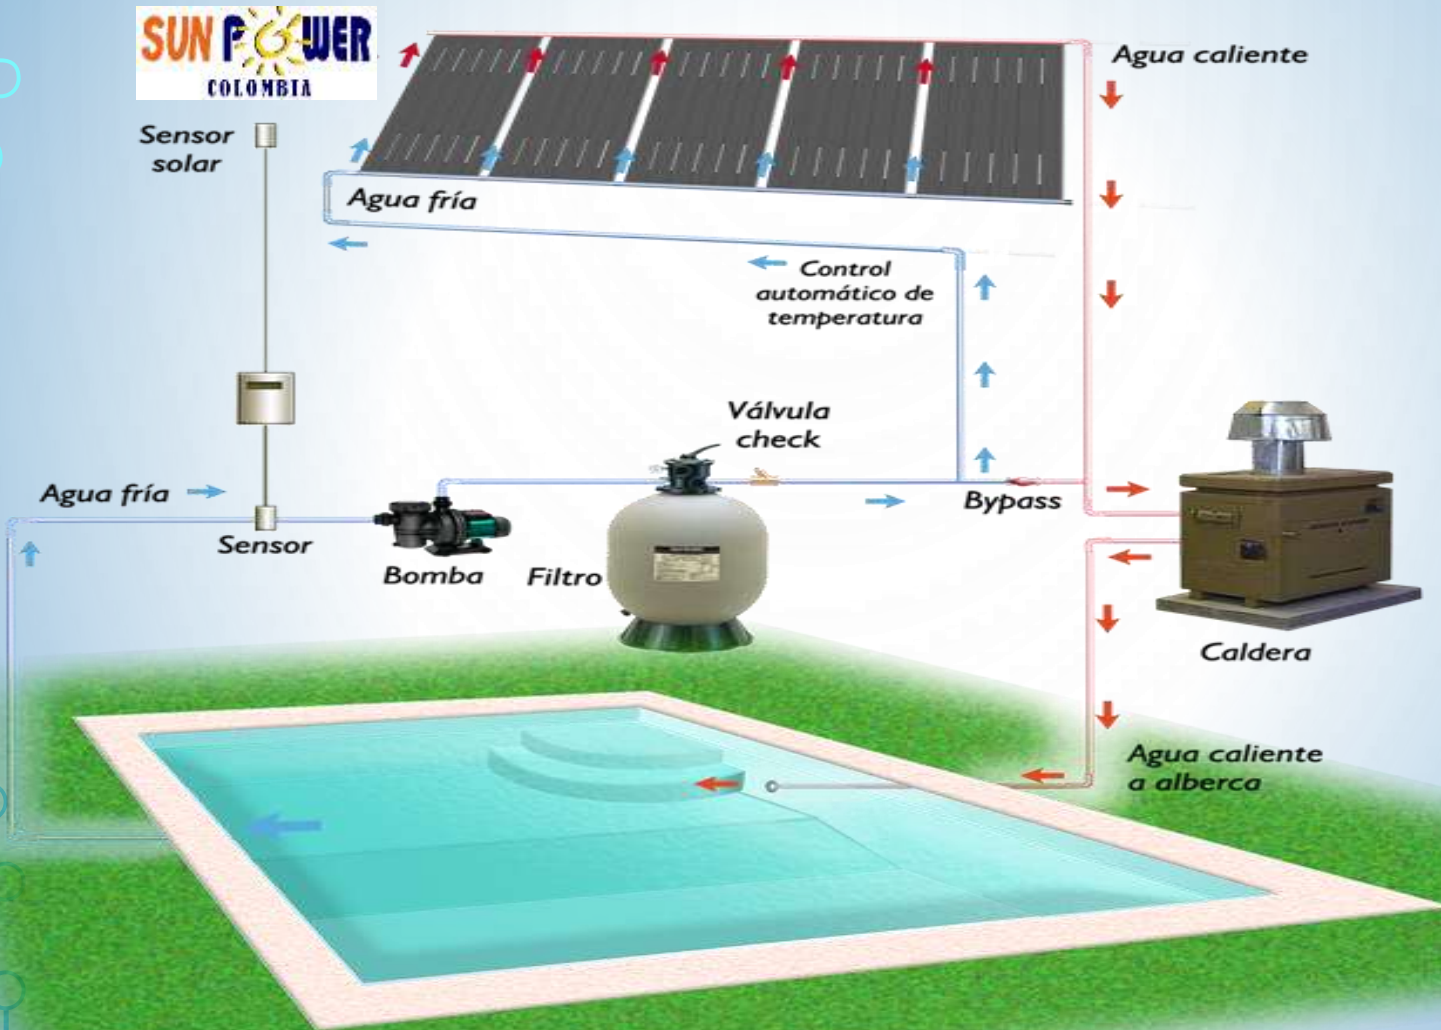 SUN POWER
COLOMBIA
Agua caliente
Sensor
solar
Agua fría
Control
automático de
temperatura
Válvula
check
Agua fría
Bypass
Sensor
Bomba
Filtro
Caldera
Agua caliente
a alberca